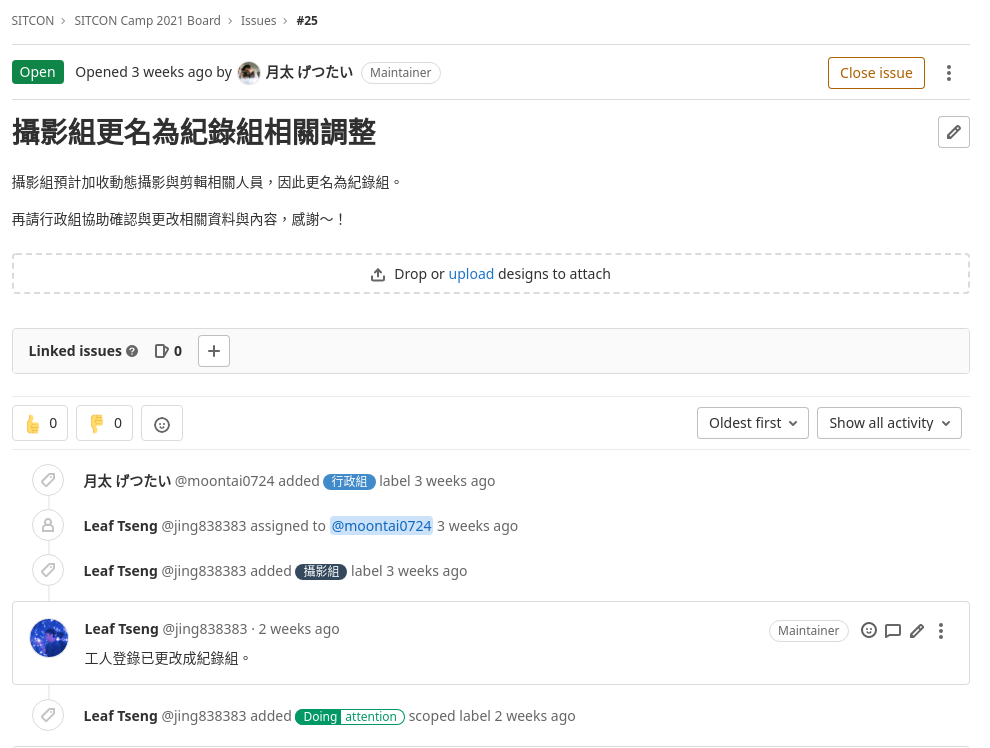 SITCON › SITCON Camp 2021 Board › Issues › #25
Open Opened 3 weeks ago by 月太 げつたい Maintainer Close issue
攝影組更名為紀錄組相關調整
攝影組預計加收動態攝影與剪輯相關人員，因此更名為紀錄組。
再請行政組協助確認與更改相關資料與內容，感謝～！
Drop or upload designs to attach
Linked issues 0
0 0 Oldest first Show all activity
月太 げつたい @moontai0724 added 行政組 label 3 weeks ago
Leaf Tseng @jing838383 assigned to @moontai0724 3 weeks ago
Leaf Tseng @jing838383 added 攝影組 label 3 weeks ago
Leaf Tseng @jing838383 · 2 weeks ago Maintainer
工人登錄已更改成紀錄組。
Leaf Tseng @jing838383 added Doing attention scoped label 2 weeks ago